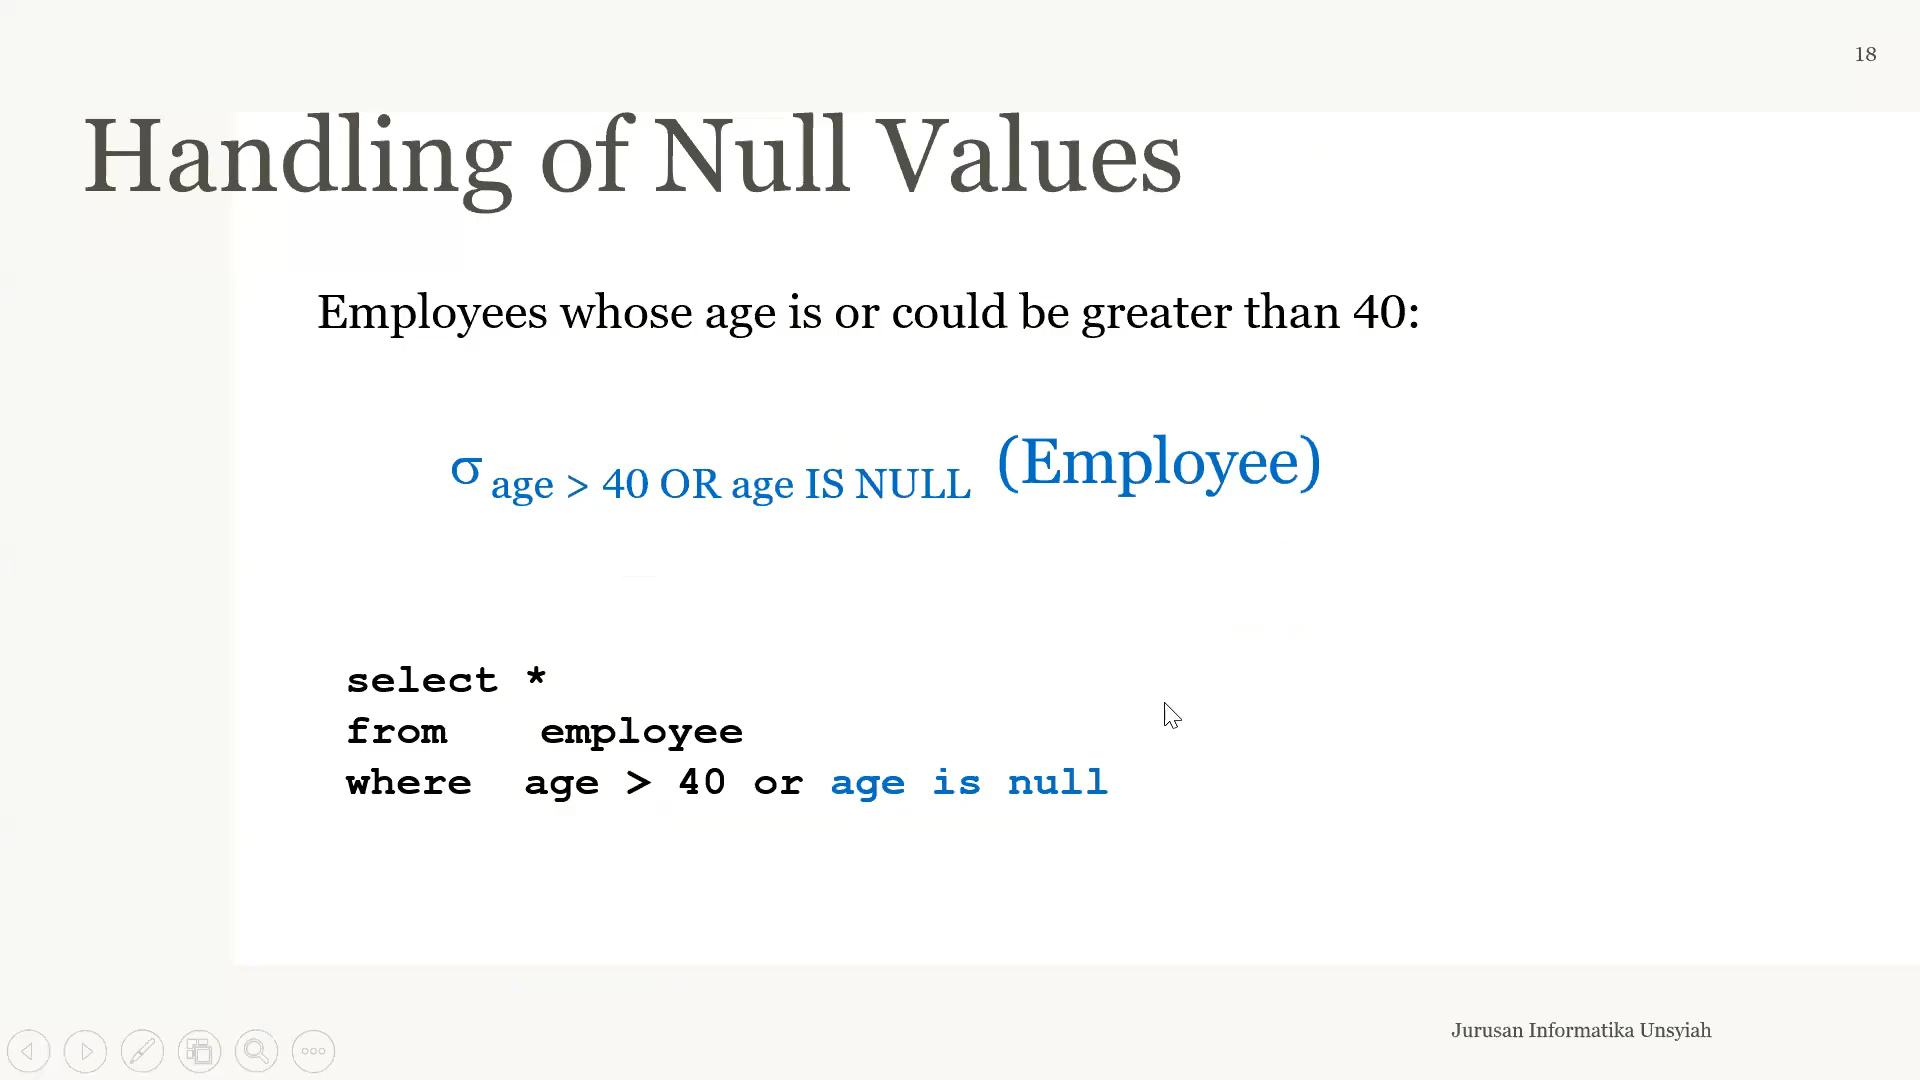 18
Handling of Null Values
Employees whose age is or could be greater than 40:
σ age > 40 OR age IS NULL (Employee)
select *
from employee
where age > 40 or age is null
Jurusan Informatika Unsyiah